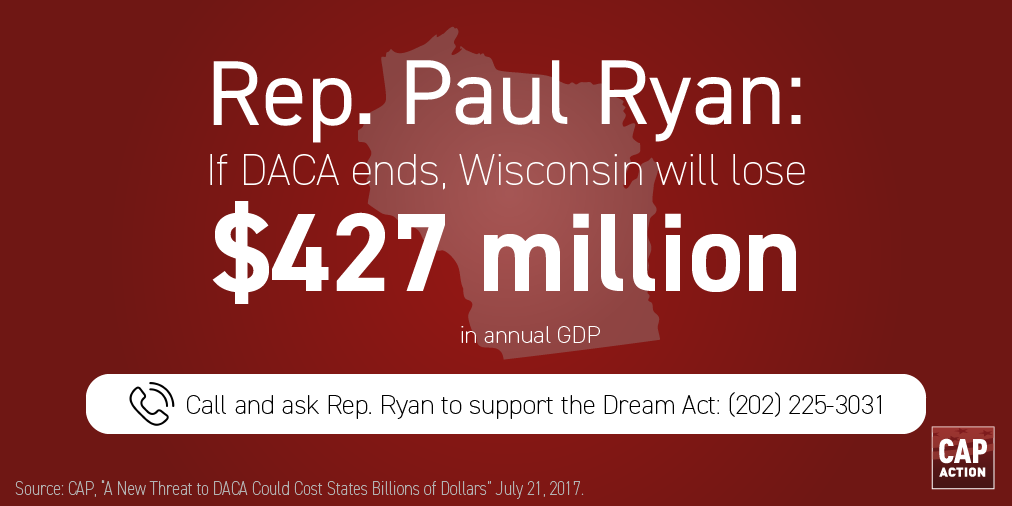 Rep. Paul Ryan:
If DACA ends, Wisconsin will lose
$427 million
in annual GDP
Call and ask Rep. Ryan to support the Dream Act: (202) 225-3031
CAP
ACTION
Source: CAP, "A New Threat to DACA Could Cost States Billions of Dollars" July 21, 2017.